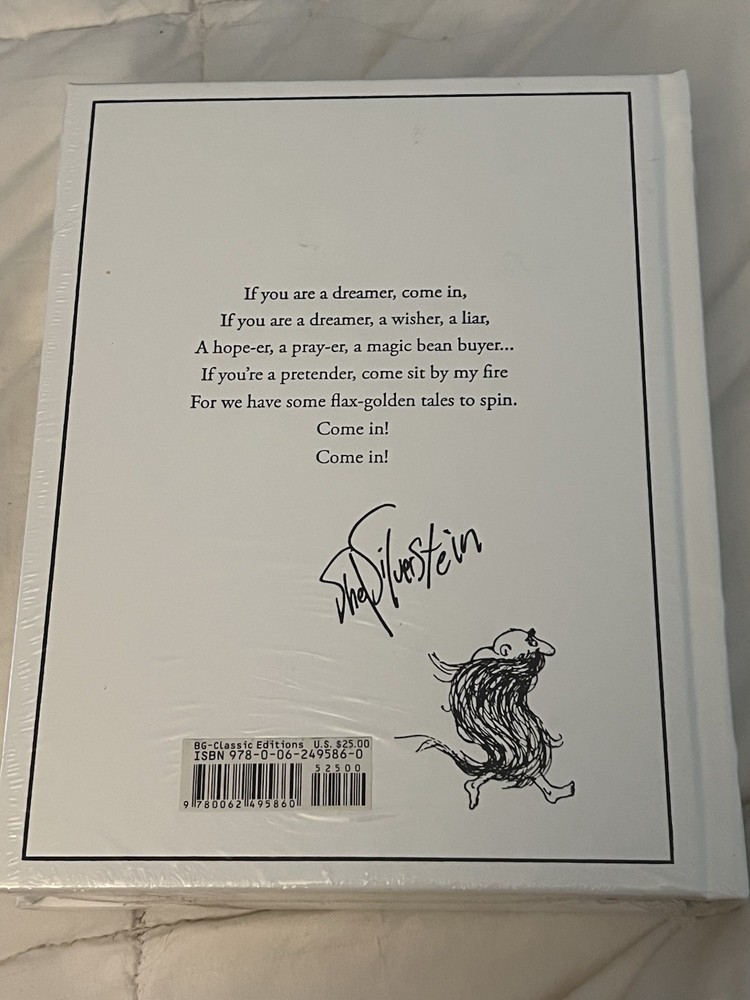 If you are a dreamer, come in,
If you are a dreamer, a wisher, a liar,
A hope-er, a pray-er, a magic bean buyer...
If you're a pretender, come sit by my fire
For we have some flax-golden tales to spin.
Come in!
Come in!
Shel Silverstein
BG-Classic Editions U.S. $25.00
ISBN 978-0-06-249586-0
52500
9 780062 495860